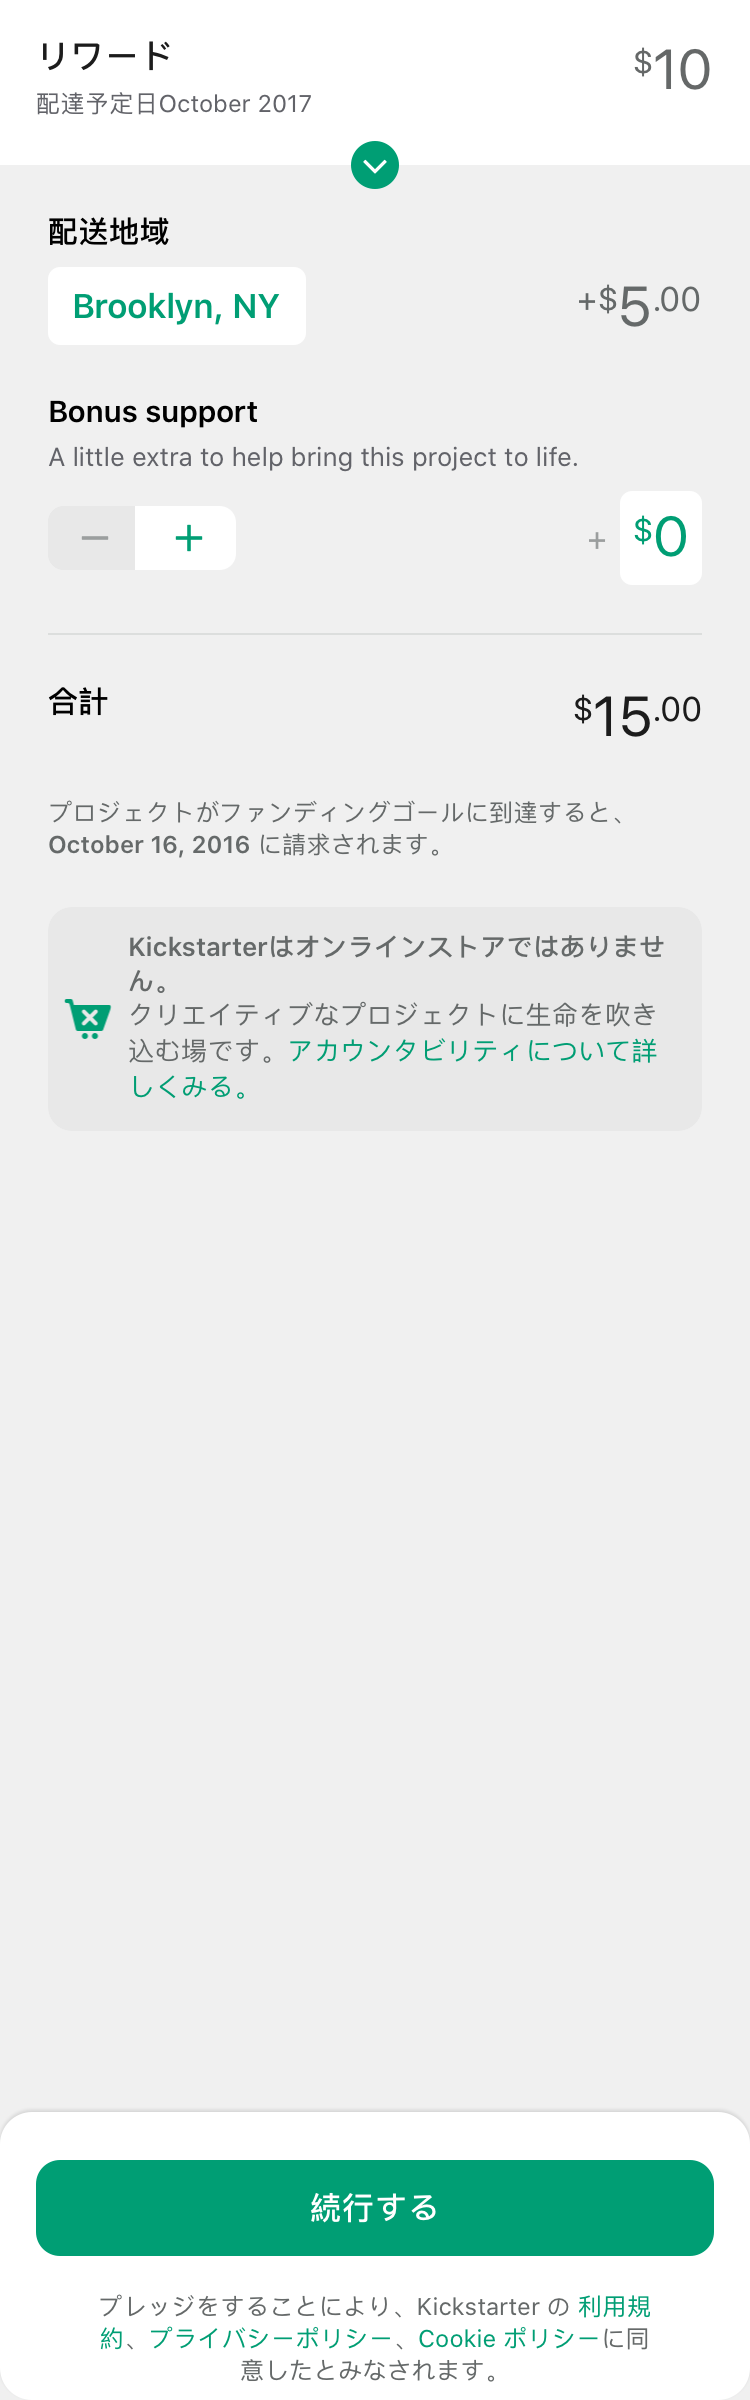 リワード
$10
配達予定日October 2017
配送地域
Brooklyn, NY
+$5.00
Bonus support
A little extra to help bring this project to life.
− +
+ $0
合計
$15.00
プロジェクトがファンディングゴールに到達すると、
October 16, 2016 に請求されます。
Kickstarterはオンラインストアではありませ
ん。
クリエイティブなプロジェクトに生命を吹き
込む場です。アカウンタビリティについて詳
しくみる。
続行する
プレッジをすることにより、Kickstarter の 利用規
約、プライバシーポリシー、Cookie ポリシーに同
意したとみなされます。